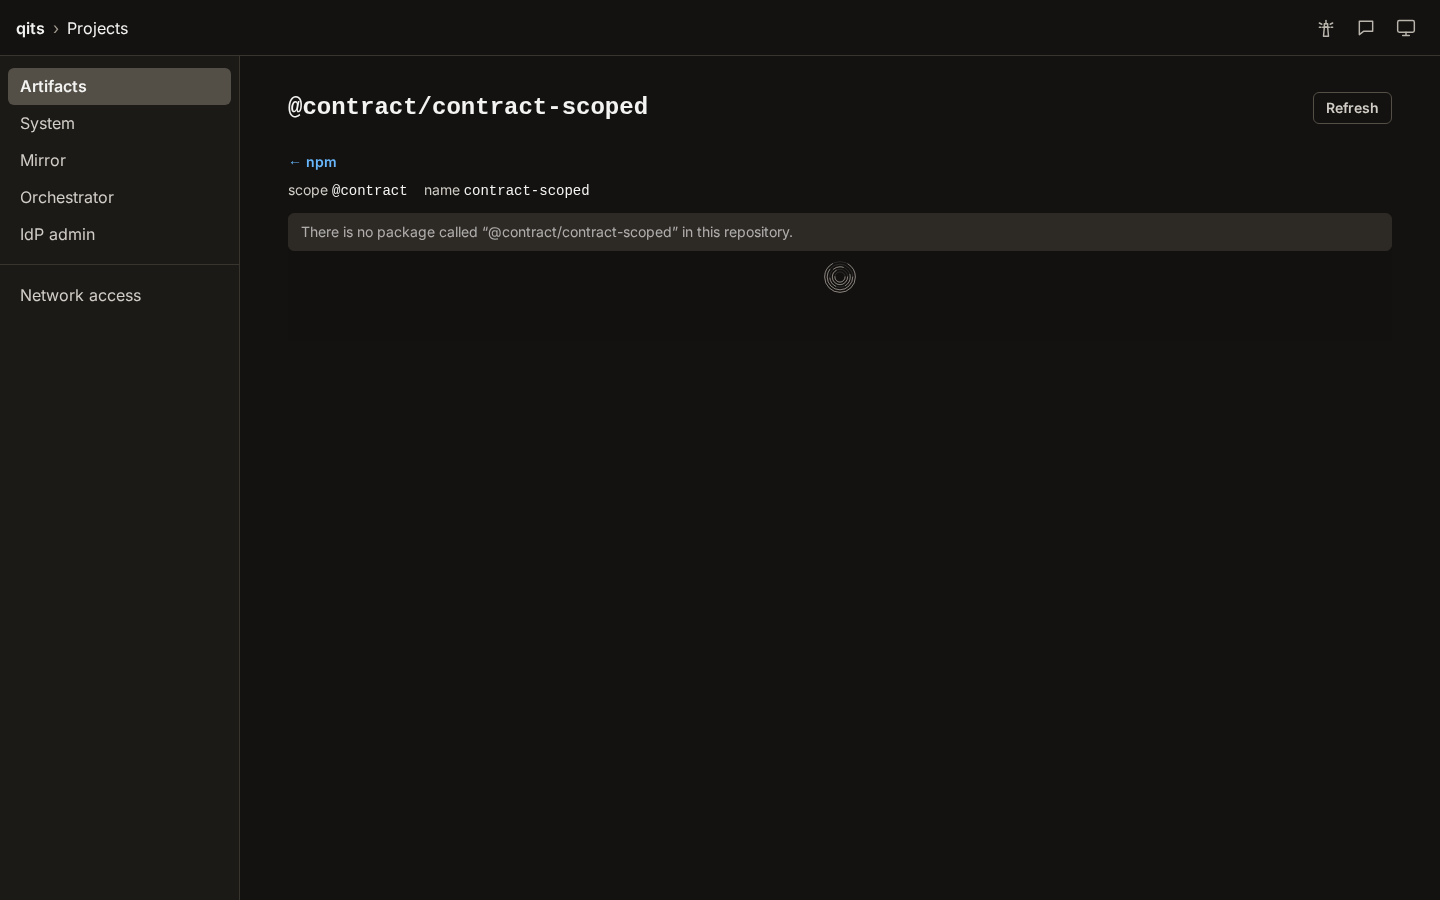 qits › Projects
Artifacts
System
Mirror
Orchestrator
IdP admin
Network access
@contract/contract-scoped
Refresh
← npm
scope @contract name contract-scoped
There is no package called “@contract/contract-scoped” in this repository.